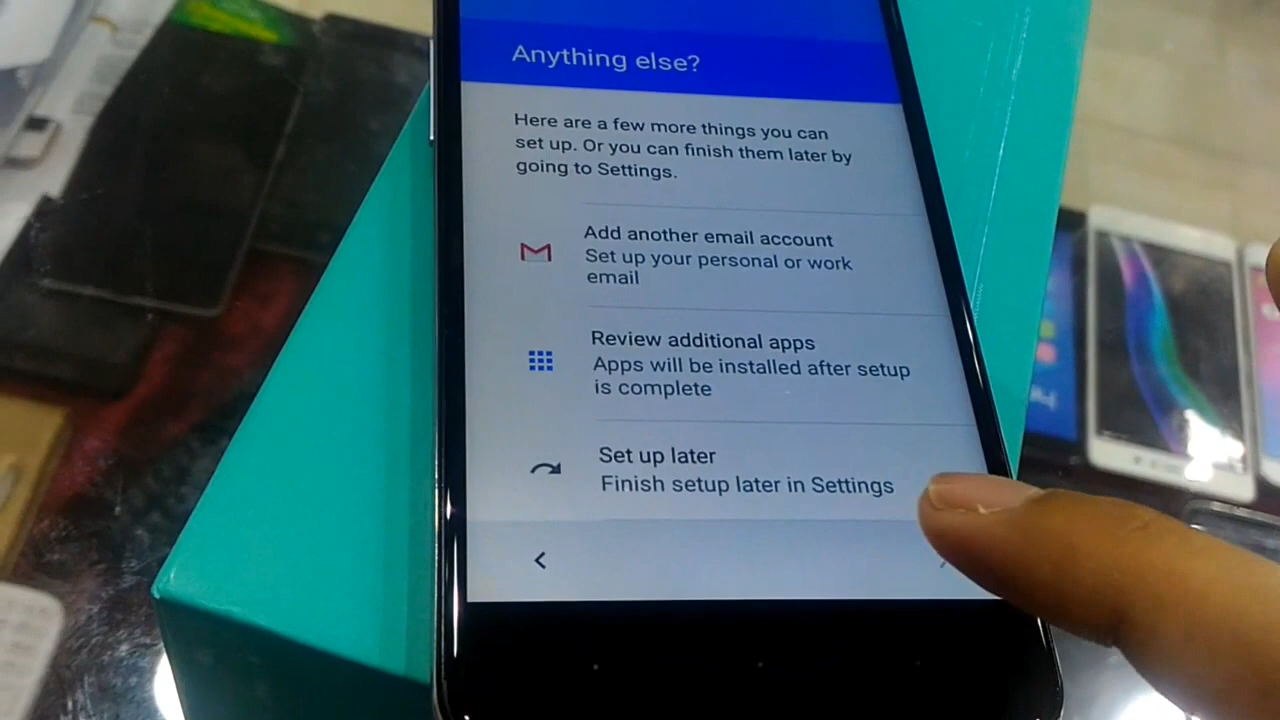 Anything else?
Here are a few more things you can
set up. Or you can finish them later by
going to Settings.
Add another email account
Set up your personal or work
email
Review additional apps
Apps will be installed after setup
is complete
Set up later
Finish setup later in Settings